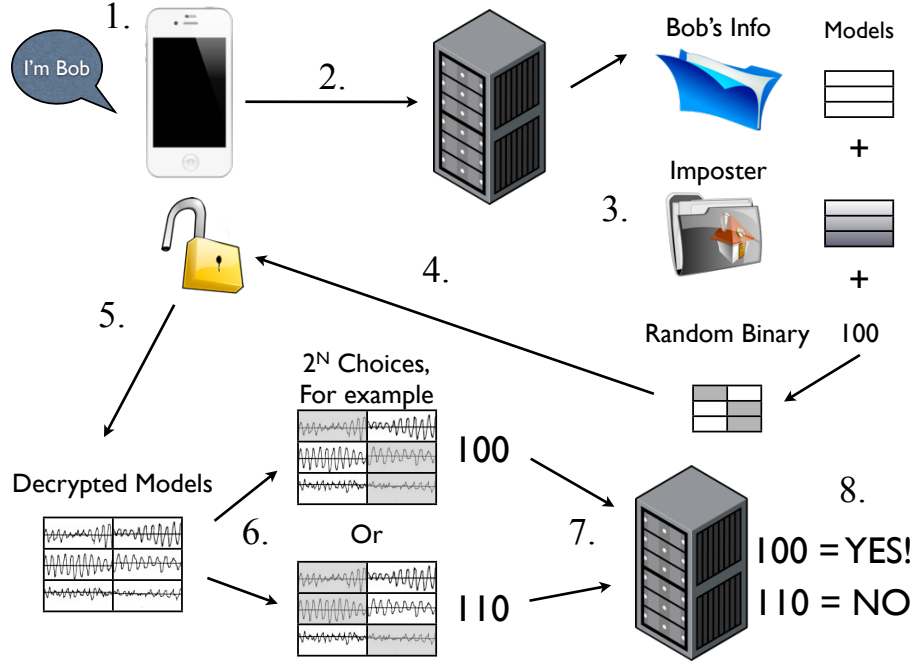 1.
I'm Bob
2.
Bob's Info
Models
+
Imposter
3.
+
4.
5.
Random Binary
100
2ᴺ Choices,
For example
100
Decrypted Models
6.
Or
7.
8.
100 = YES!
110
110 = NO